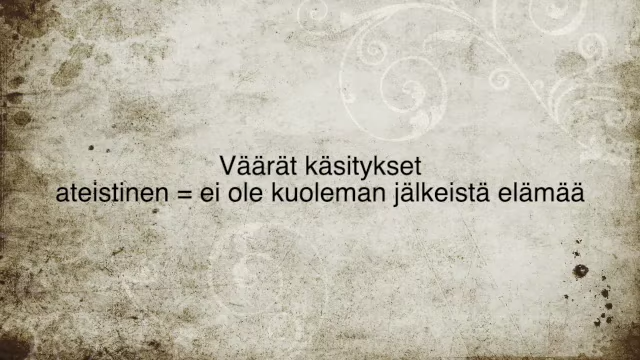 Väärät käsitykset
ateistinen = ei ole kuoleman jälkeistä elämää